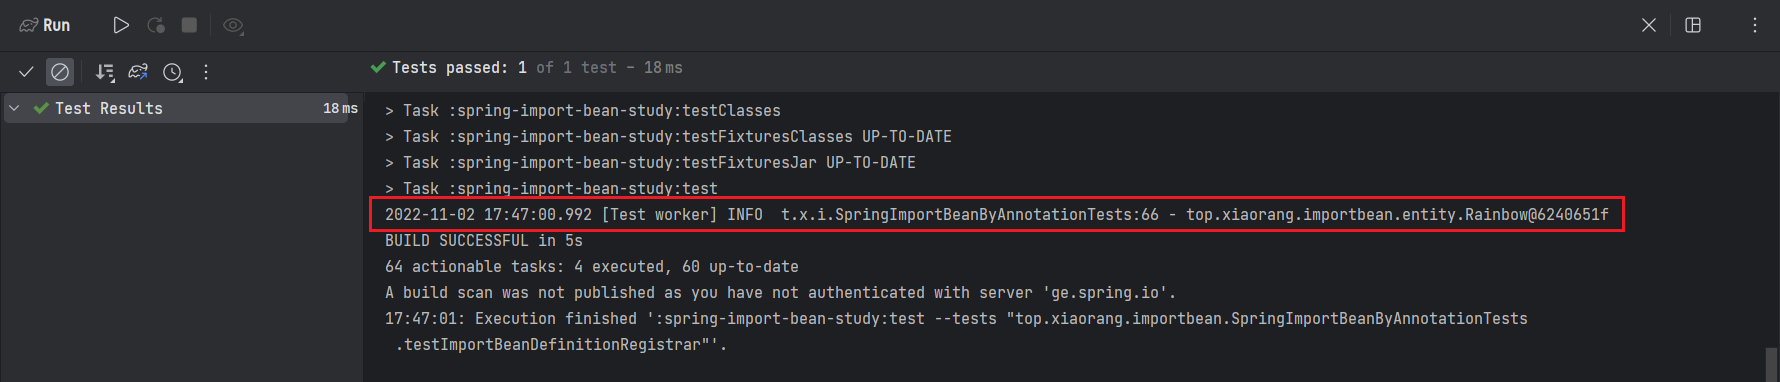 Run
Tests passed: 1 of 1 test – 18 ms
Test Results 18 ms
> Task :spring-import-bean-study:testClasses
> Task :spring-import-bean-study:testFixturesClasses UP-TO-DATE
> Task :spring-import-bean-study:testFixturesJar UP-TO-DATE
> Task :spring-import-bean-study:test
2022-11-02 17:47:00.992 [Test worker] INFO  t.x.i.SpringImportBeanByAnnotationTests:66 - top.xiaorang.importbean.entity.Rainbow@6240651f
BUILD SUCCESSFUL in 5s
64 actionable tasks: 4 executed, 60 up-to-date
A build scan was not published as you have not authenticated with server 'ge.spring.io'.
17:47:01: Execution finished ':spring-import-bean-study:test --tests "top.xiaorang.importbean.SpringImportBeanByAnnotationTests
.testImportBeanDefinitionRegistrar"'.